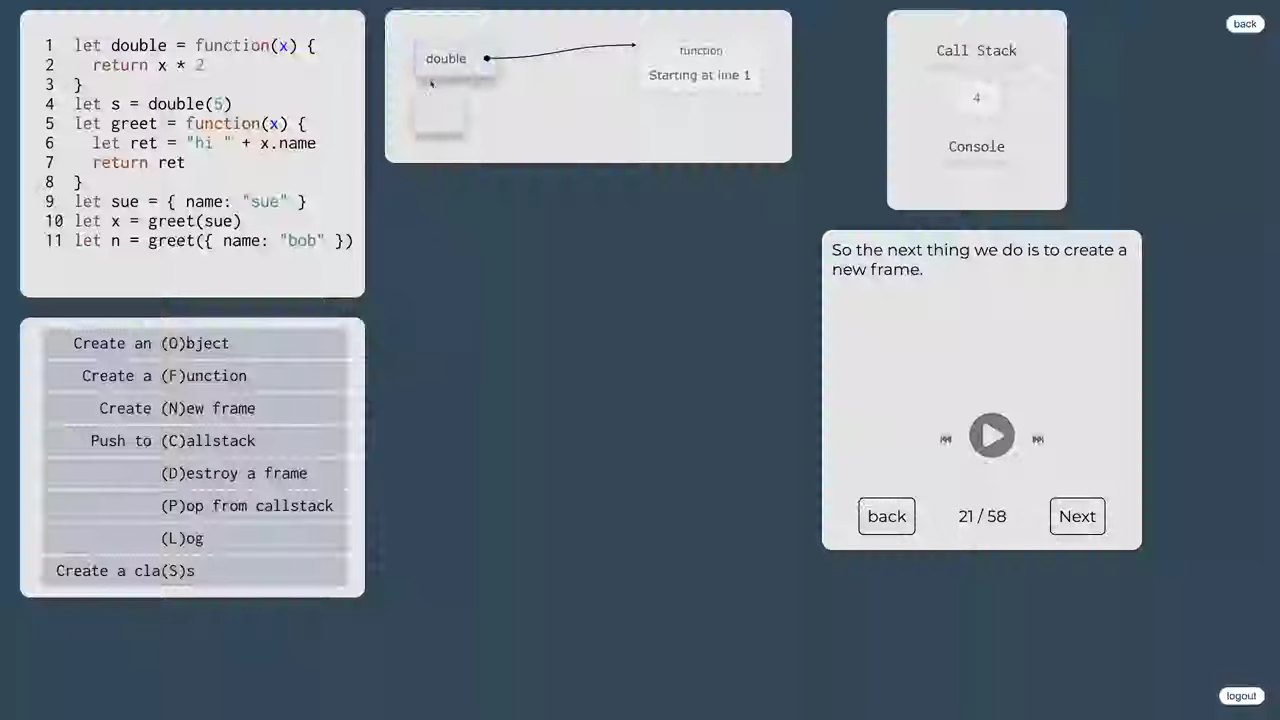 back
1 let double = function(x) {
2 return x * 2
3 }
4 let s = double(5)
5 let greet = function(x) {
6 let ret = "hi " + x.name
7 return ret
8 }
9 let sue = { name: "sue" }
10 let x = greet(sue)
11 let n = greet({ name: "bob" })
double
function
Starting at line 1
Call Stack
4
Console
So the next thing we do is to create a
new frame.
back
21 / 58
Next
Create an (O)bject
Create a (F)unction
Create (N)ew frame
Push to (C)allstack
(D)estroy a frame
(P)op from callstack
(L)og
Create a cla(S)s
logout